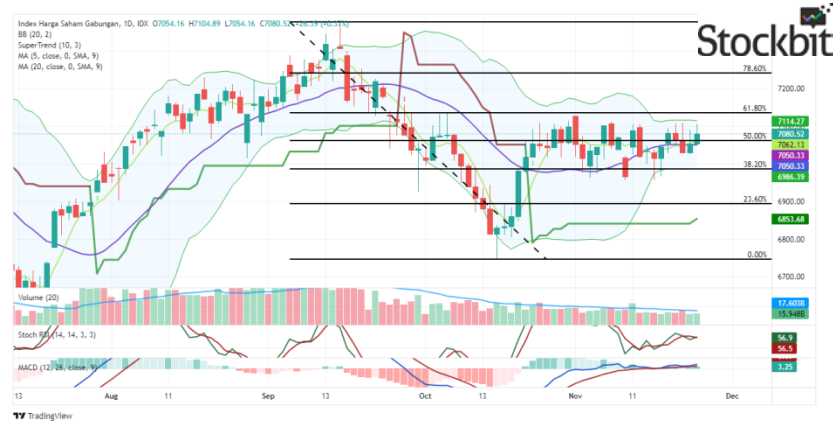 Index Harga Saham Gabungan, 1D, IDX O7054.16 H7104.89 L7054.16 C7080.52 +26.39 (+0.37%)
BB (20, 2)
SuperTrend (10, 3)
MA (5, close, 0, SMA, 9)
MA (20, close, 0, SMA, 9)
Stockbit
78.60%
7200.00
61.80%
7114.27
7080.52
50.00%
7062.13
7050.33
7050.33
38.20%
6986.39
23.60%
6900.00
6853.68
6800.00
0.00%
6700.00
Volume (20)
17.603B
15.948B
Stoch RSI (14, 14, 3, 3)
56.9
56.5
MACD (12, 26, close, 9)
3.25
13
Aug
11
Sep
13
Oct
13
Nov
11
Dec
TradingView